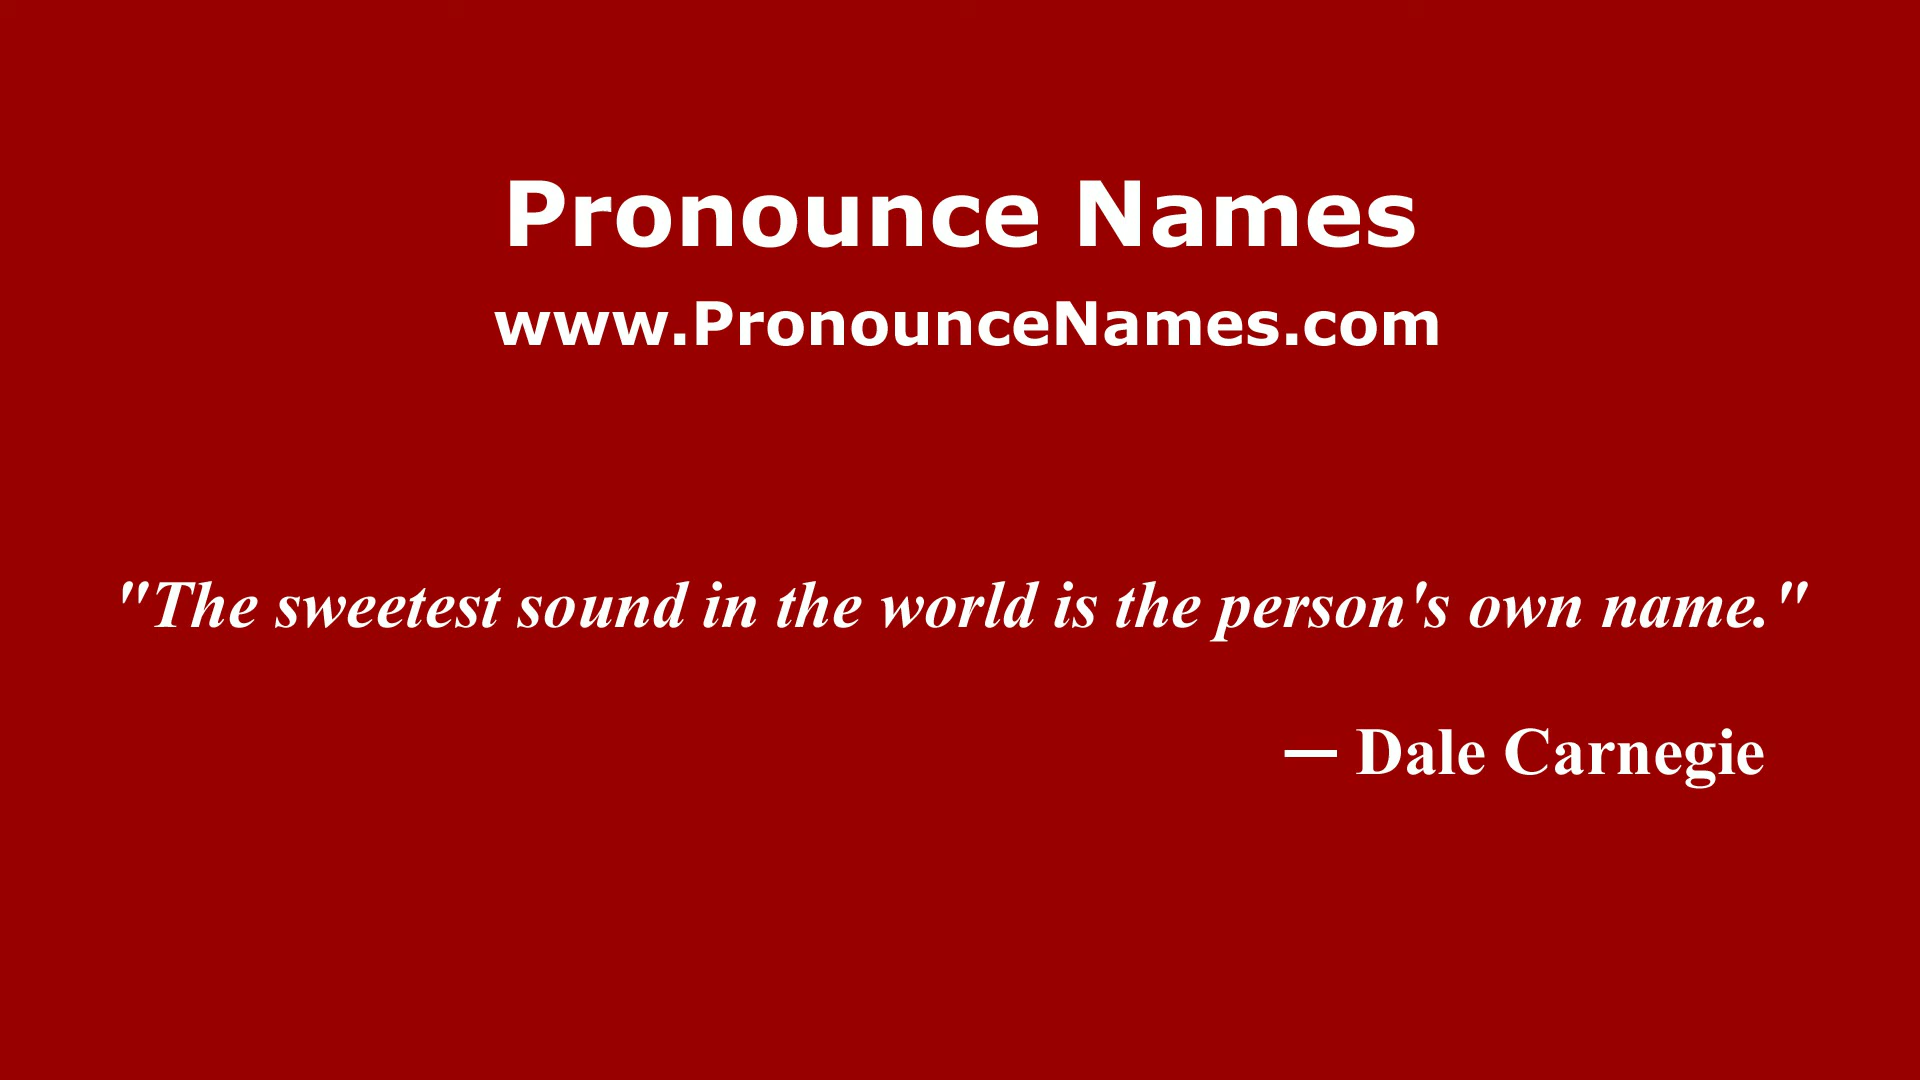 Pronounce Names
www.PronounceNames.com
"The sweetest sound in the world is the person's own name."
— Dale Carnegie